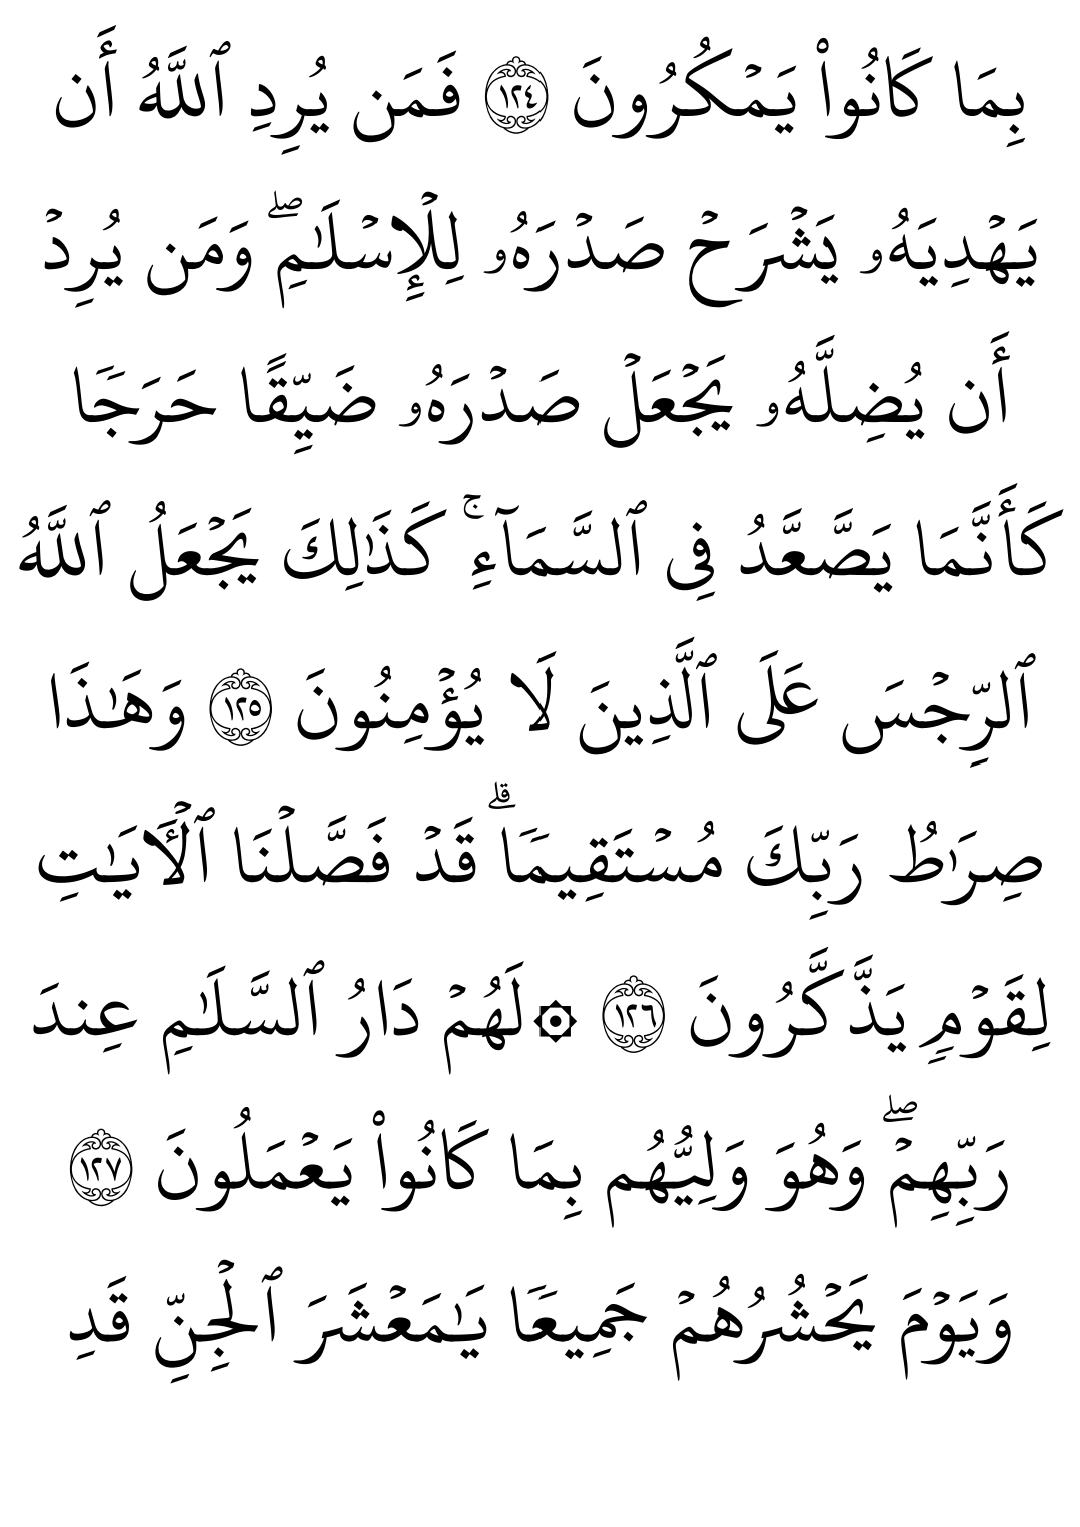 بِمَا كَانُوا۟ يَمۡكُرُونَ ١٢٤ فَمَن يُرِدِ ٱللَّهُ أَن
يَهۡدِيَهُۥ يَشۡرَحۡ صَدۡرَهُۥ لِلۡإِسۡلَـٰمِۖ وَمَن يُرِدۡ
أَن يُضِلَّهُۥ يَجۡعَلۡ صَدۡرَهُۥ ضَيِّقًا حَرَجࣰا
كَأَنَّمَا يَصَّعَّدُ فِی ٱلسَّمَاۤءِۚ كَذَ ٰ⁠لِكَ يَجۡعَلُ ٱللَّهُ
ٱلرِّجۡسَ عَلَى ٱلَّذِينَ لَا يُؤۡمِنُونَ ١٢٥ وَهَـٰذَا
صِرَ ٰ⁠طُ رَبِّكَ مُسۡتَقِيمࣰاۗ قَدۡ فَصَّلۡنَا ٱلۡـَٔايَـٰتِ
لِقَوۡمࣲ يَذَّكَّرُونَ ١٢٦ ۞ لَهُمۡ دَارُ ٱلسَّلَـٰمِ عِندَ
رَبِّهِمۡۖ وَهُوَ وَلِيُّهُم بِمَا كَانُوا۟ يَعۡمَلُونَ ١٢٧
وَيَوۡمَ يَحۡشُرُهُمۡ جَمِيعࣰا يَـٰمَعۡشَرَ ٱلۡجِنِّ قَدِ